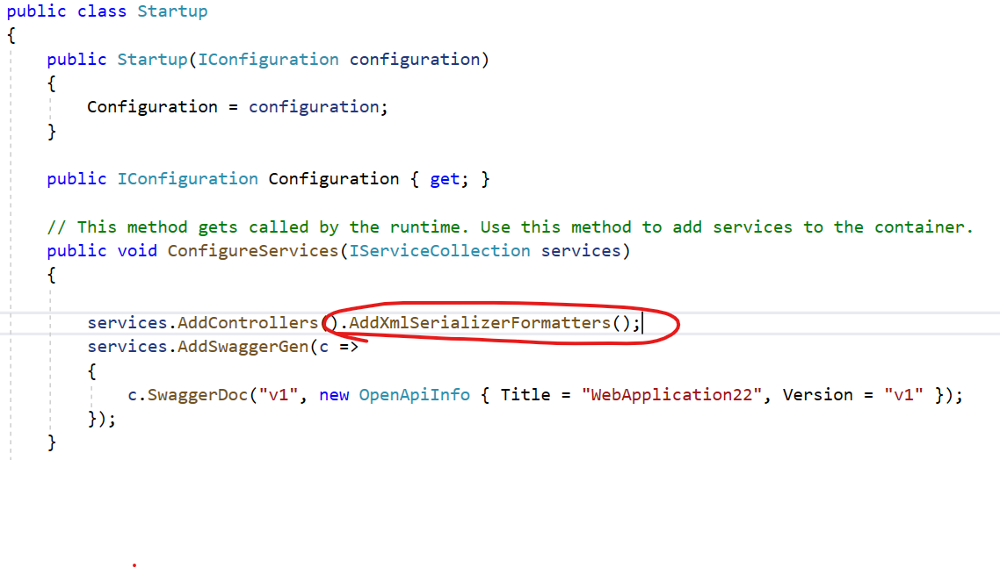 public class Startup
{
public Startup(IConfiguration configuration)
{
Configuration = configuration;
}
public IConfiguration Configuration { get; }
// This method gets called by the runtime. Use this method to add services to the container.
public void ConfigureServices(IServiceCollection services)
{
services.AddControllers().AddXmlSerializerFormatters();
services.AddSwaggerGen(c =>
{
c.SwaggerDoc("v1", new OpenApiInfo { Title = "WebApplication22", Version = "v1" });
});
}